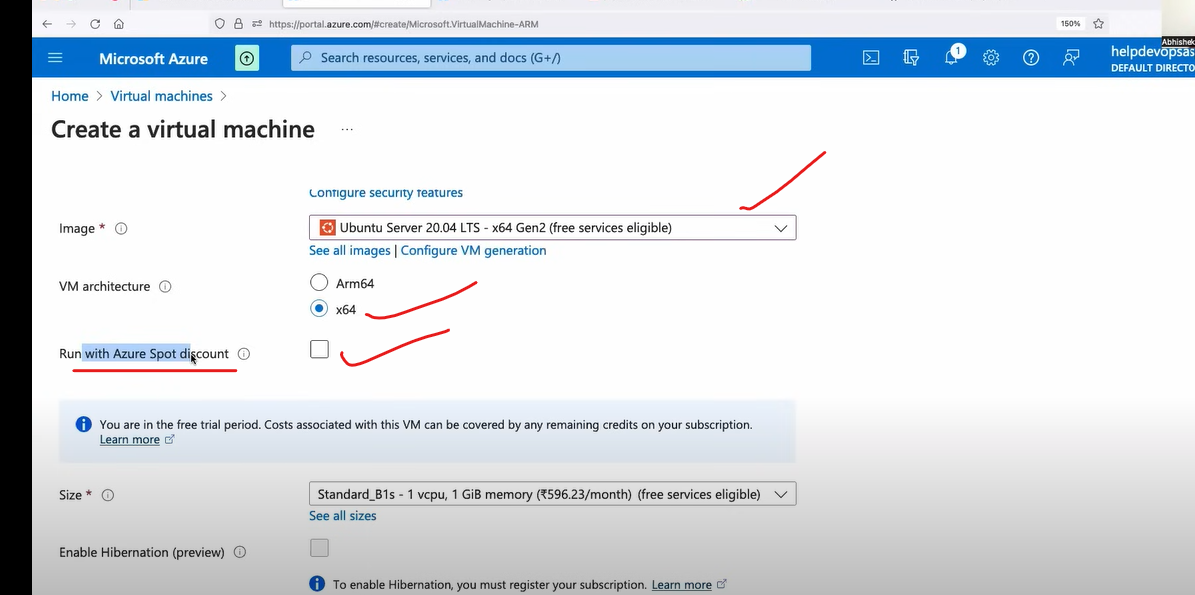 https://portal.azure.com/#create/Microsoft.VirtualMachine-ARM
150%
Abhishek
Microsoft Azure
Search resources, services, and docs (G+/)
1
helpdevopsas
DEFAULT DIRECTO
Home > Virtual machines >
Create a virtual machine ...
Configure security features
Image *
Ubuntu Server 20.04 LTS - x64 Gen2 (free services eligible)
See all images | Configure VM generation
VM architecture
Arm64
x64
Run with Azure Spot discount
You are in the free trial period. Costs associated with this VM can be covered by any remaining credits on your subscription.
Learn more
Size *
Standard_B1s - 1 vcpu, 1 GiB memory (₹596.23/month) (free services eligible)
See all sizes
Enable Hibernation (preview)
To enable Hibernation, you must register your subscription. Learn more